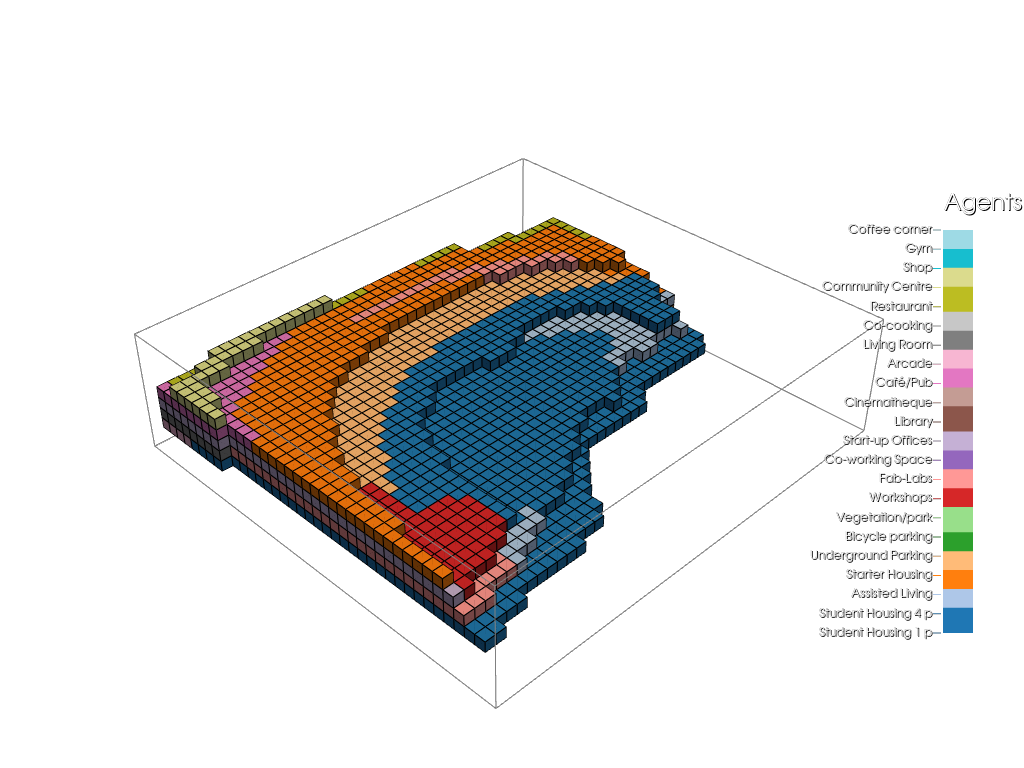 Agents
Coffee corner
Gym
Shop
Community Centre
Restaurant
Co-cooking
Living Room
Arcade
Café/Pub
Cinematheque
Library
Start-up Offices
Co-working Space
Fab-Labs
Workshops
Vegetation/park
Bicycle parking
Underground Parking
Starter Housing
Assisted Living
Student Housing 4 p
Student Housing 1 p